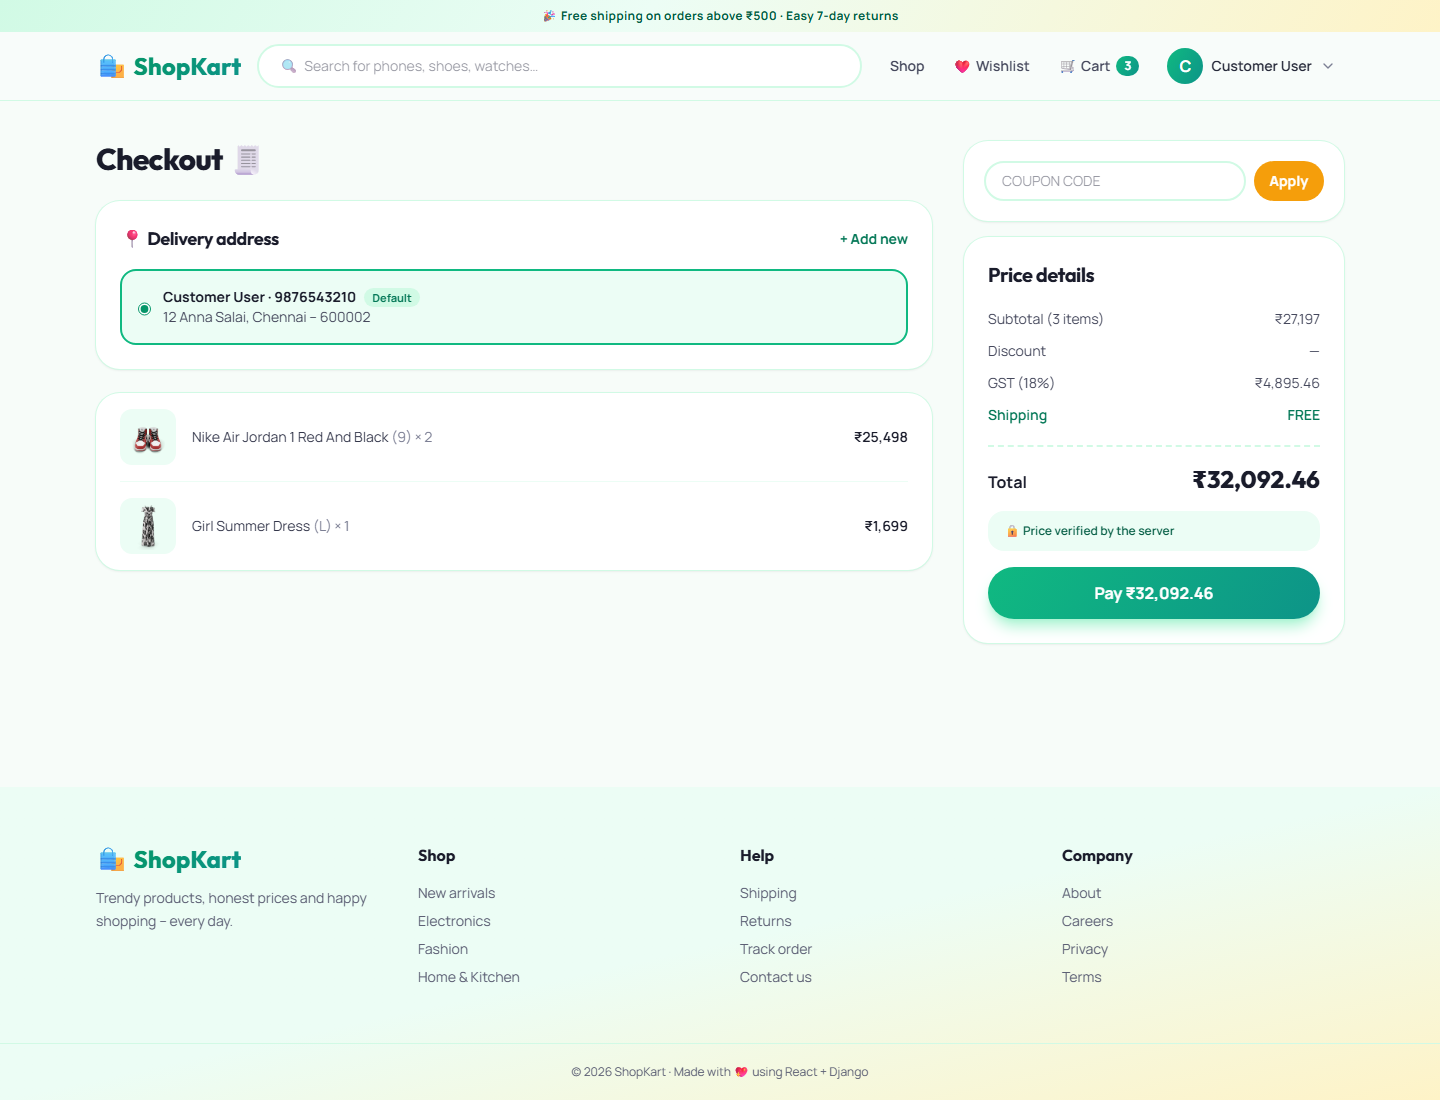 🎉 Free shipping on orders above ₹500 · Easy 7-day returns
🛍️ ShopKart
🔍 Search for phones, shoes, watches…
Shop
💖 Wishlist
🛒 Cart 3
C Customer User
Checkout 🧾
📍 Delivery address
+ Add new
Customer User · 9876543210 Default
12 Anna Salai, Chennai – 600002
Nike Air Jordan 1 Red And Black (9) × 2
₹25,498
Girl Summer Dress (L) × 1
₹1,699
COUPON CODE
Apply
Price details
Subtotal (3 items) ₹27,197
Discount —
GST (18%) ₹4,895.46
Shipping FREE
Total ₹32,092.46
🔒 Price verified by the server
Pay ₹32,092.46
🛍️ ShopKart
Trendy products, honest prices and happy
shopping – every day.
Shop
New arrivals
Electronics
Fashion
Home & Kitchen
Help
Shipping
Returns
Track order
Contact us
Company
About
Careers
Privacy
Terms
© 2026 ShopKart · Made with 💖 using React + Django